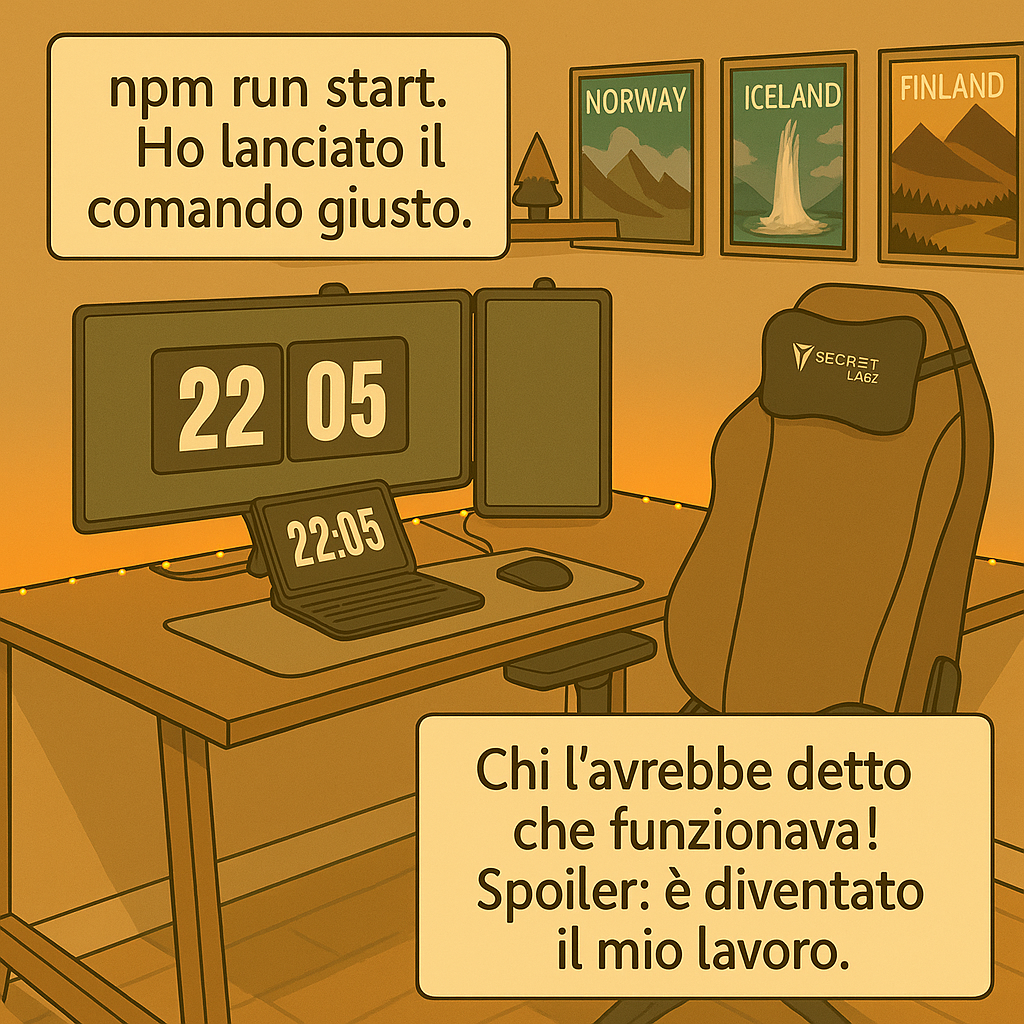 npm run start.
Ho lanciato il
comando giusto.
NORWAY
ICELAND
FINLAND
22 05
22:05
SECRET
LA6Z
Chi l'avrebbe detto
che funzionava!
Spoiler: è diventato
il mio lavoro.